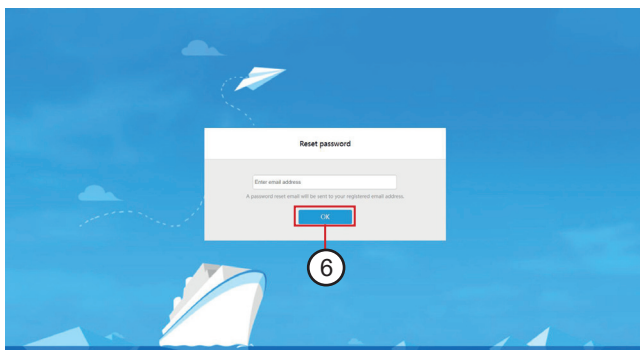 Reset password
Enter email address
A password reset email will be sent to your registered email address.
OK
6